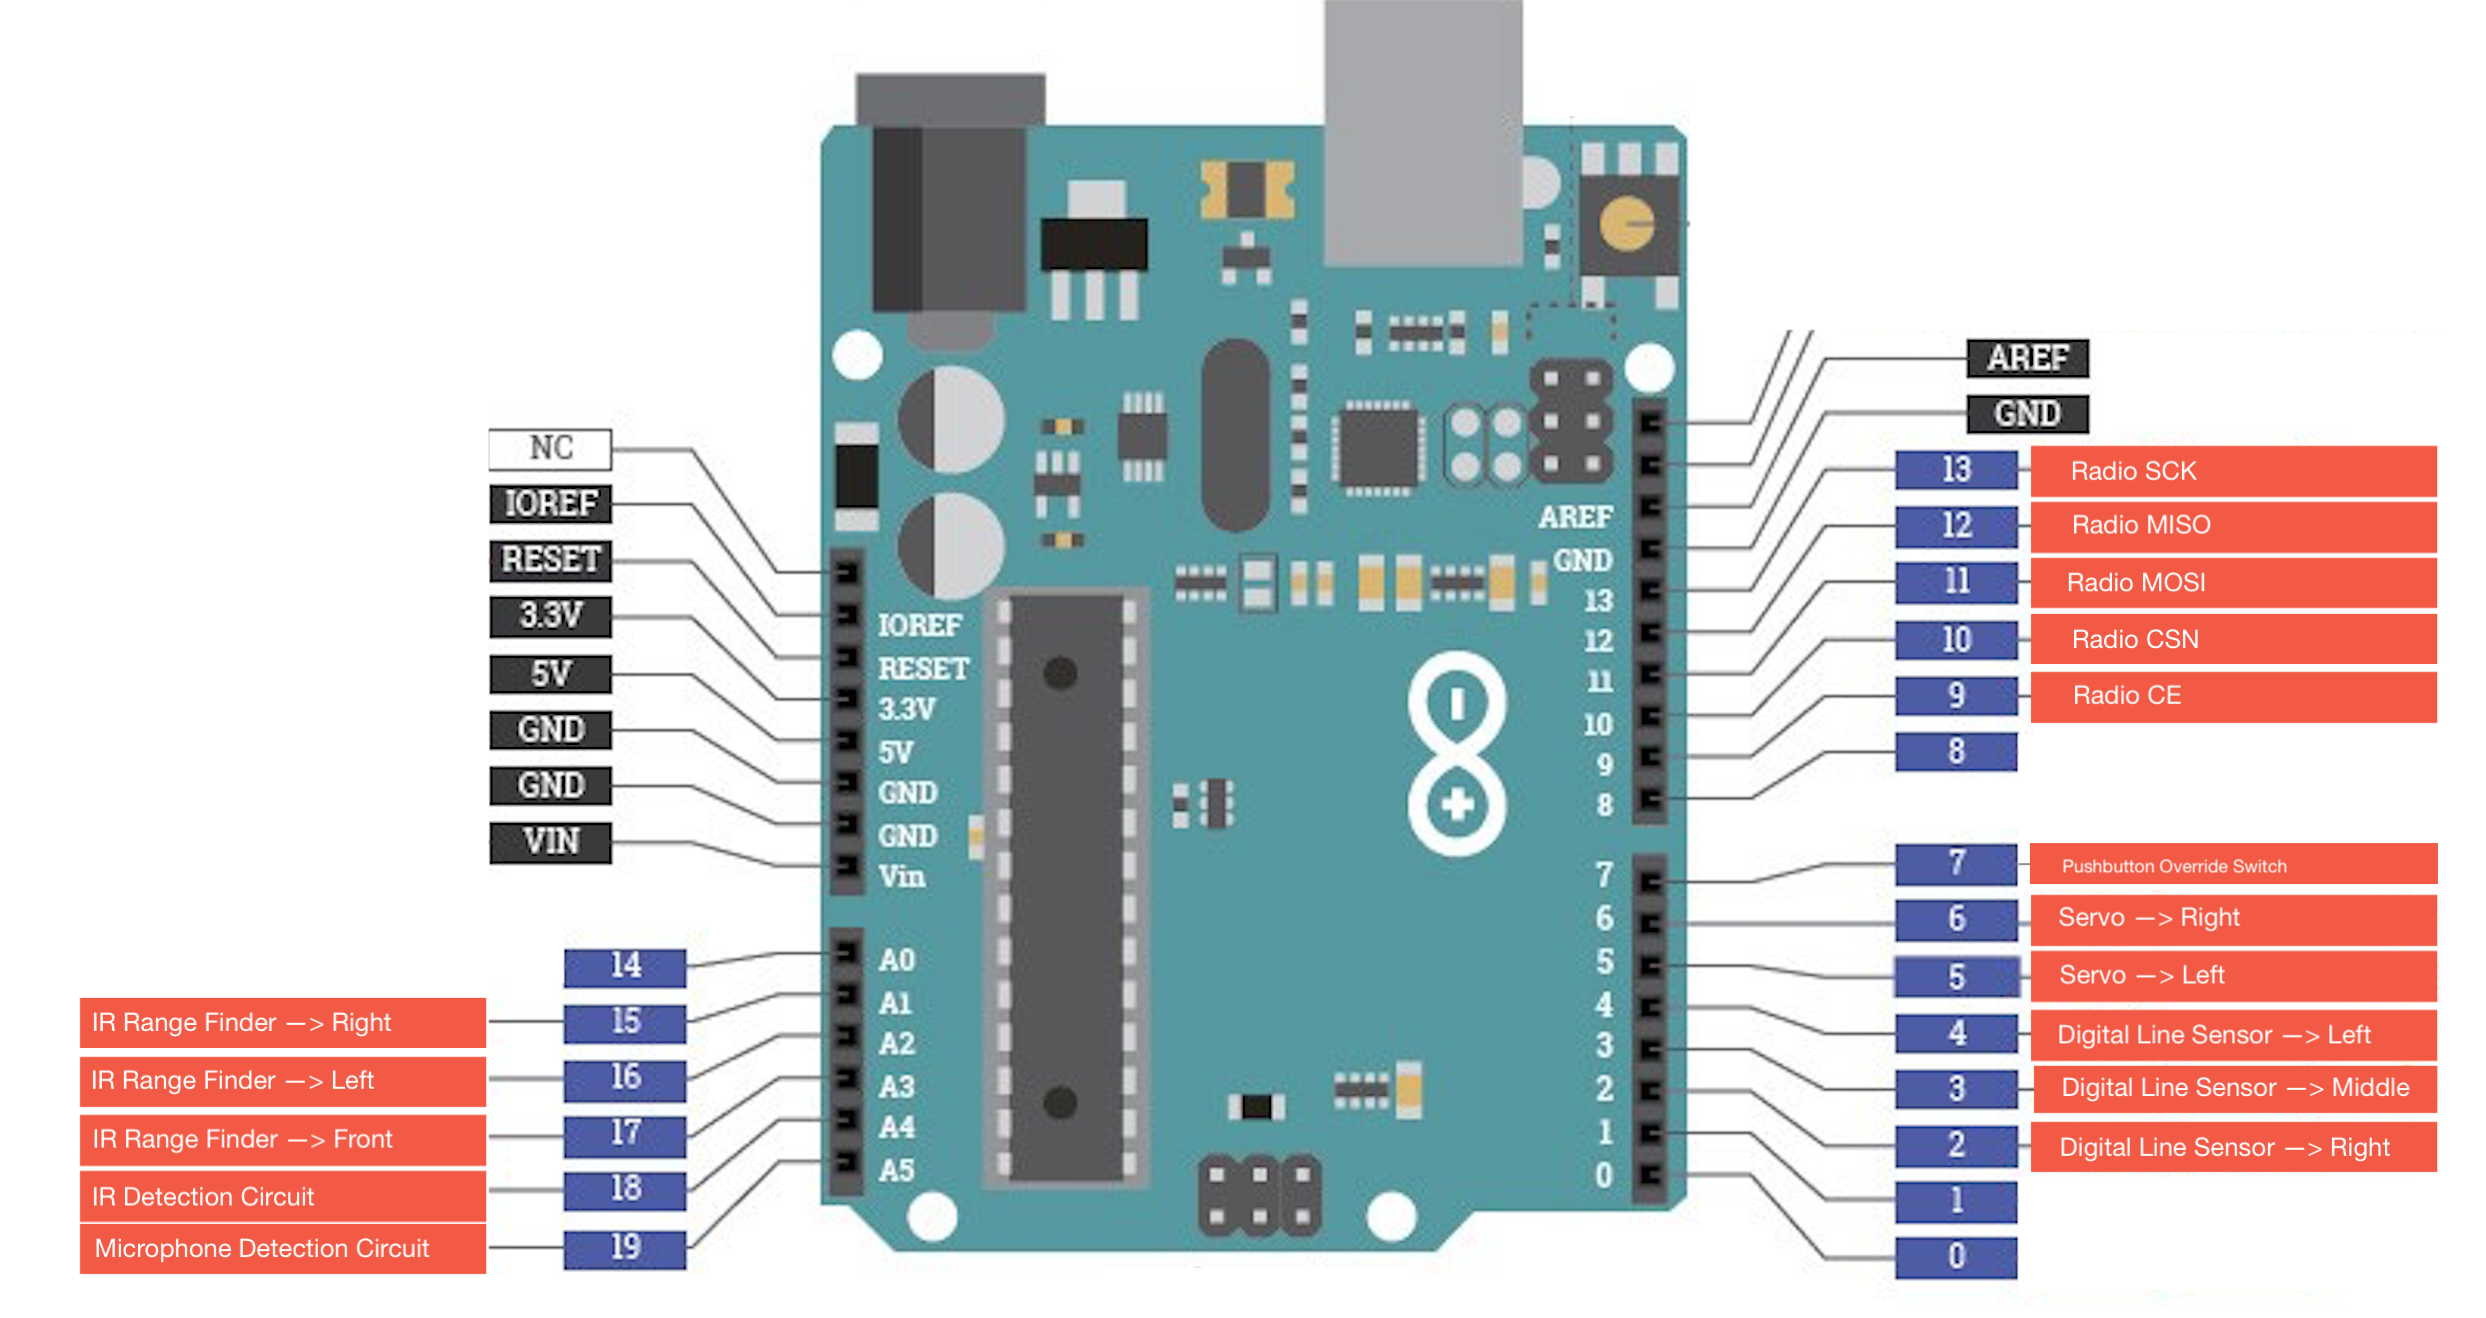 NC
IOREF
RESET
3.3V
5V
GND
GND
VIN
14
IR Range Finder —> Right 15
IR Range Finder —> Left 16
IR Range Finder —> Front 17
IR Detection Circuit 18
Microphone Detection Circuit 19
IOREF
RESET
3.3V
5V
GND
GND
Vin
A0
A1
A2
A3
A4
A5
AREF
GND
13
12
11
10
9
8
7
6
5
4
3
2
1
0
AREF
GND
13 Radio SCK
12 Radio MISO
11 Radio MOSI
10 Radio CSN
9 Radio CE
8
7 Pushbutton Override Switch
6 Servo —> Right
5 Servo —> Left
4 Digital Line Sensor —> Left
3 Digital Line Sensor —> Middle
2 Digital Line Sensor —> Right
1
0